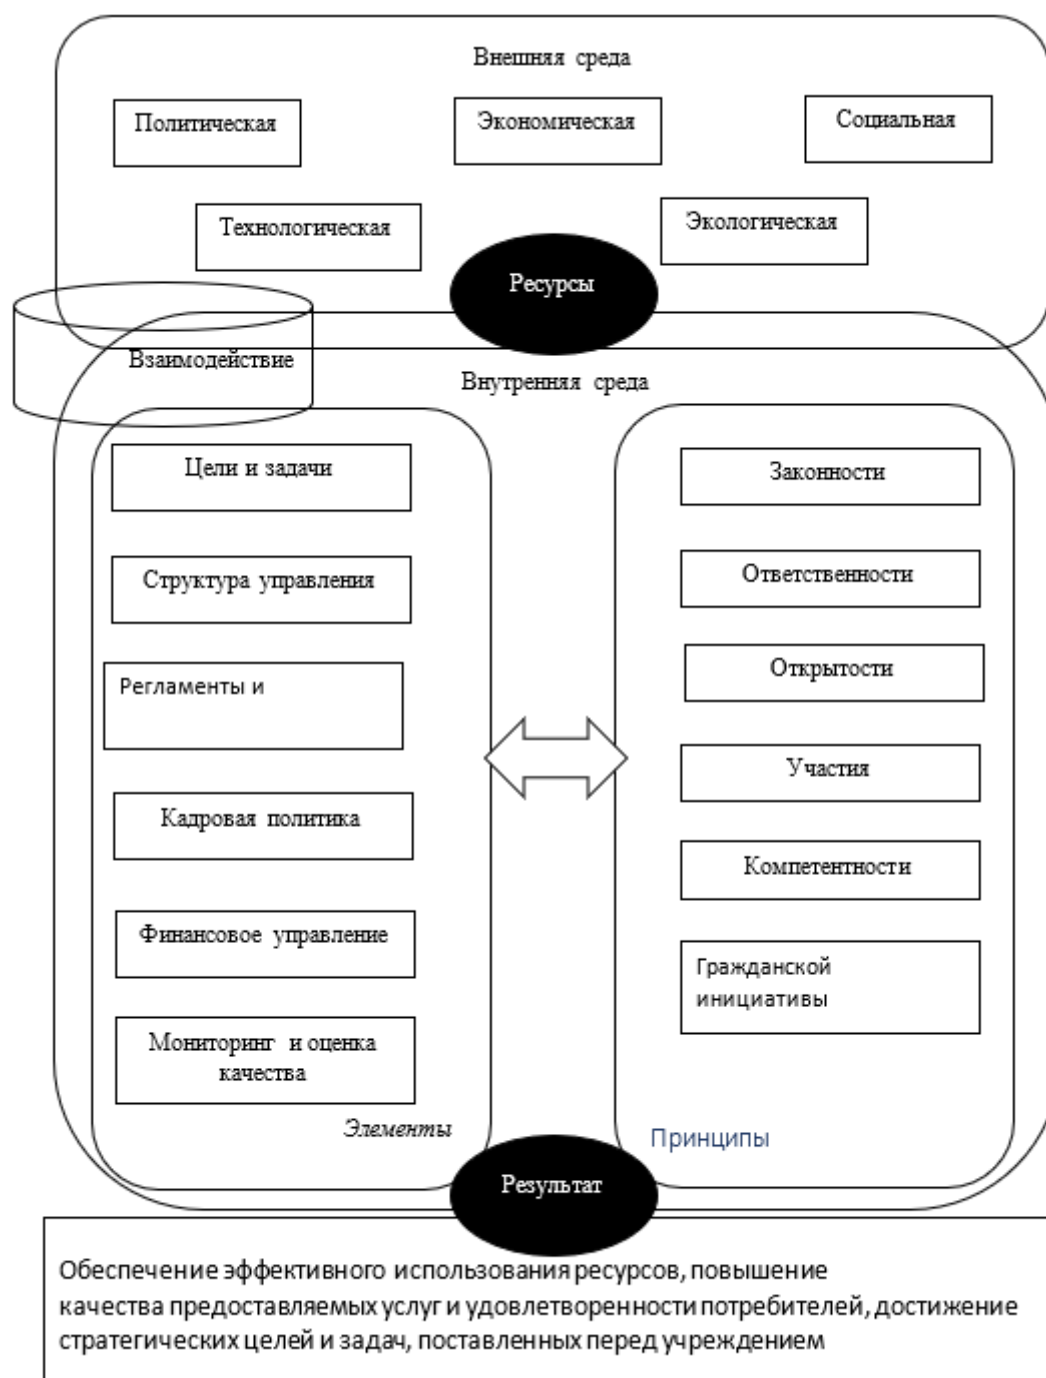 Внешняя среда
Политическая
Экономическая
Социальная
Технологическая
Экологическая
Ресурсы
Взаимодействие
Внутренняя среда
Цели и задачи
Структура управления
Регламенты и
Кадровая политика
Финансовое управление
Мониторинг и оценка
качества
Элементы
Законности
Ответственности
Открытости
Участия
Компетентности
Гражданской
инициативы
Принципы
Результат
Обеспечение эффективного использования ресурсов, повышение
качества предоставляемых услуг и удовлетворенности потребителей, достижение
стратегических целей и задач, поставленных перед учреждением